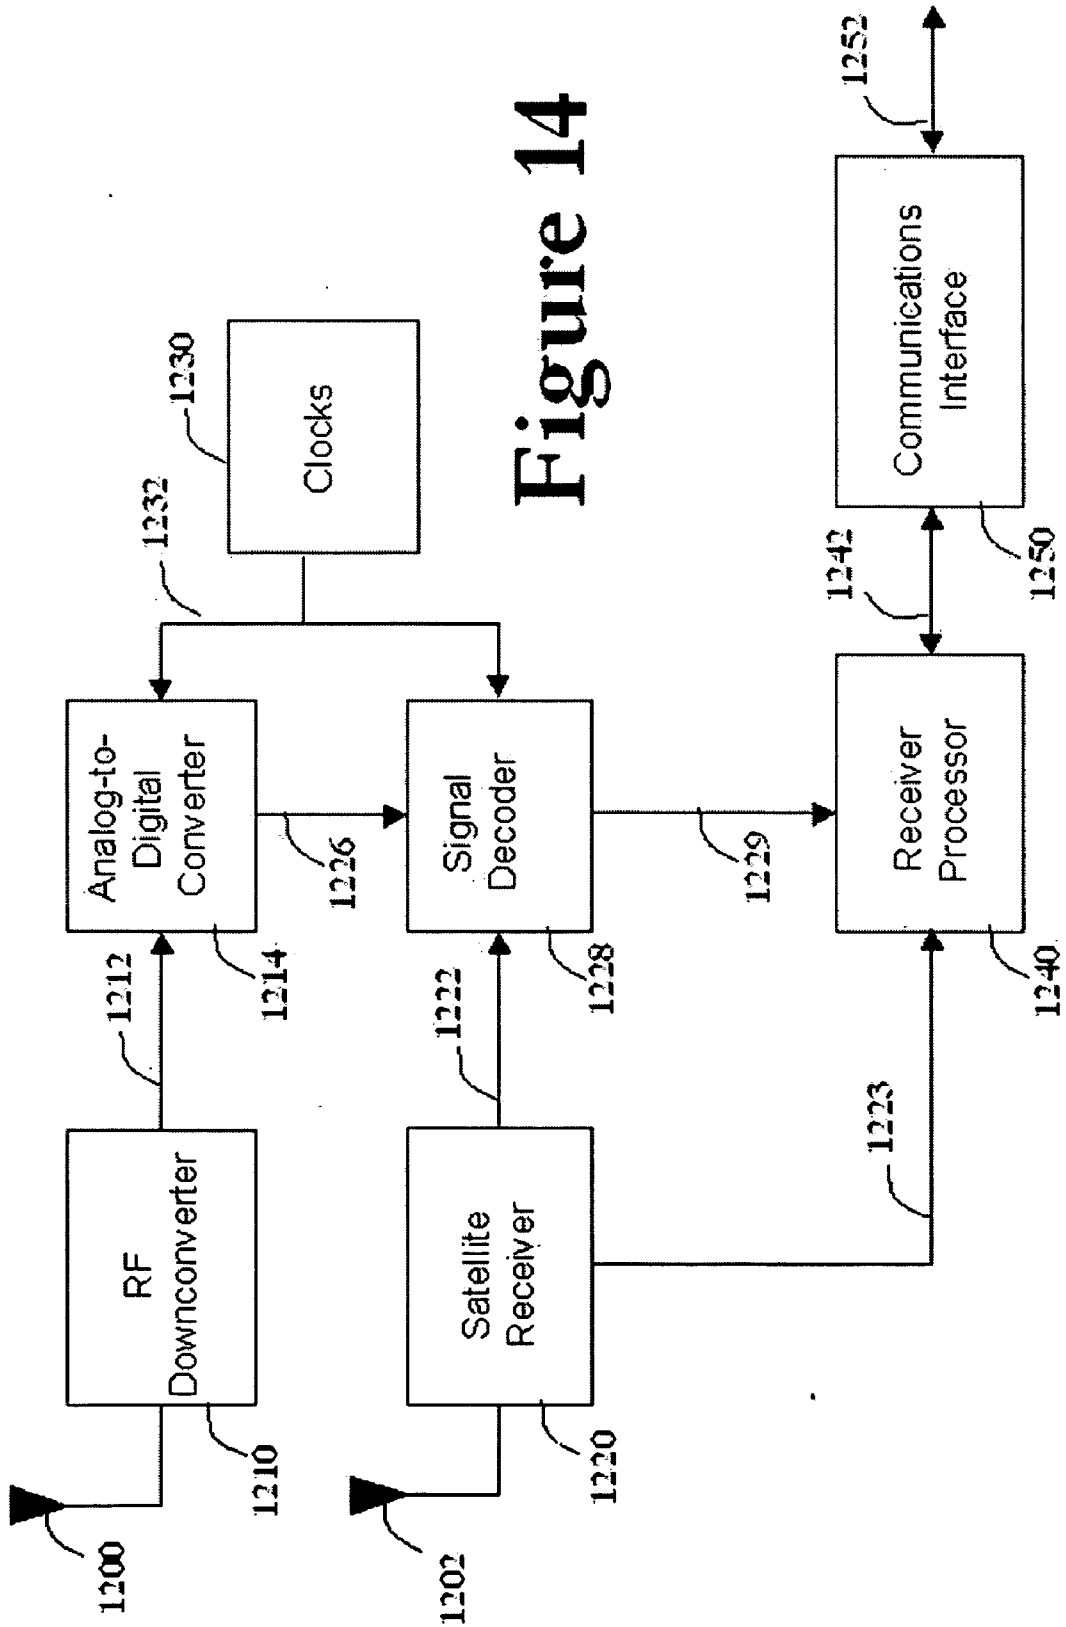 1200
RF
Downconverter
1210
1212
Analog-to-
Digital
Converter
1214
1232
1230
Clocks
1226
1202
Satellite
Receiver
1220
1222
Signal
Decoder
1228
Figure 14
1229
1223
Receiver
Processor
1240
1242
Communications
Interface
1250
1252